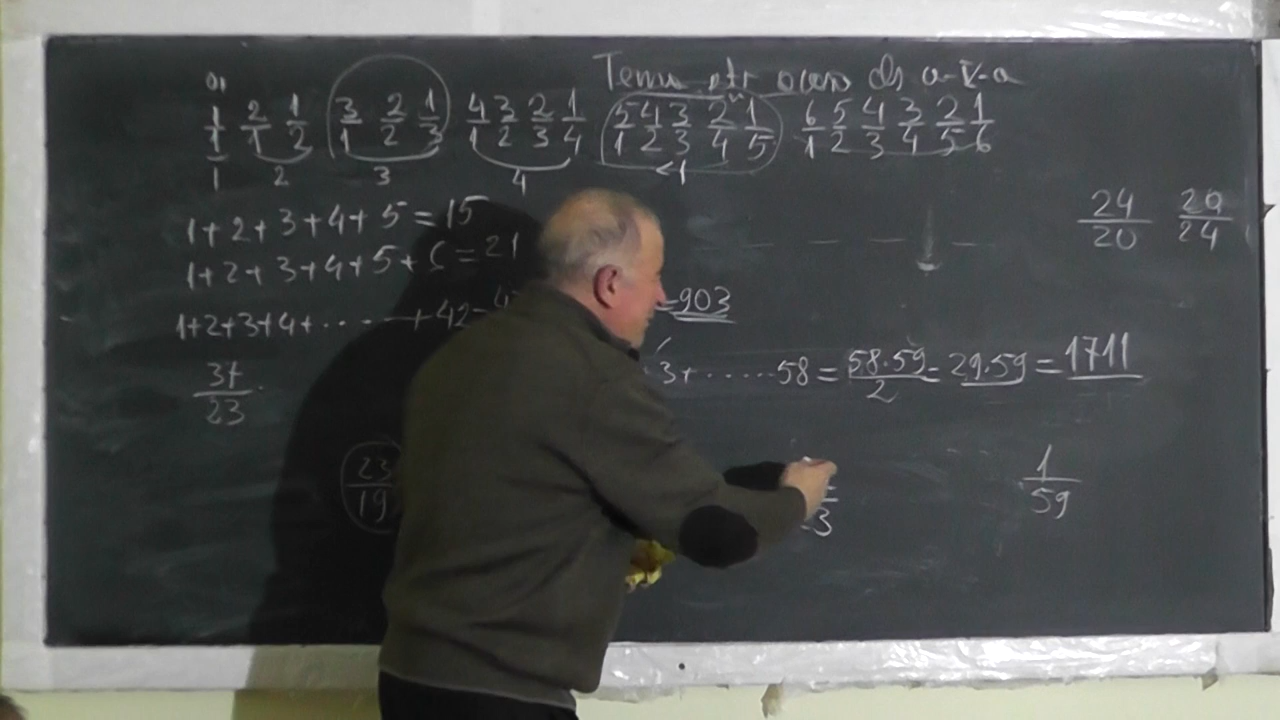 Tema ptr acasa ds a-V-a
1/1 2/1 1/2 3/1 2/2 1/3 4/1 3/2 2/3 1/4 5/1 4/2 3/3 2/4 1/5 6/1 5/2 4/3 3/4 2/5 1/6
1 2 3 4 <1
24/20 20/24
1+2+3+4+5=15
1+2+3+4+5+6=21
1+2+3+4+......+42= =903
3+.....58=58·59/2=29·59=1711
37/23
23/19 1/59